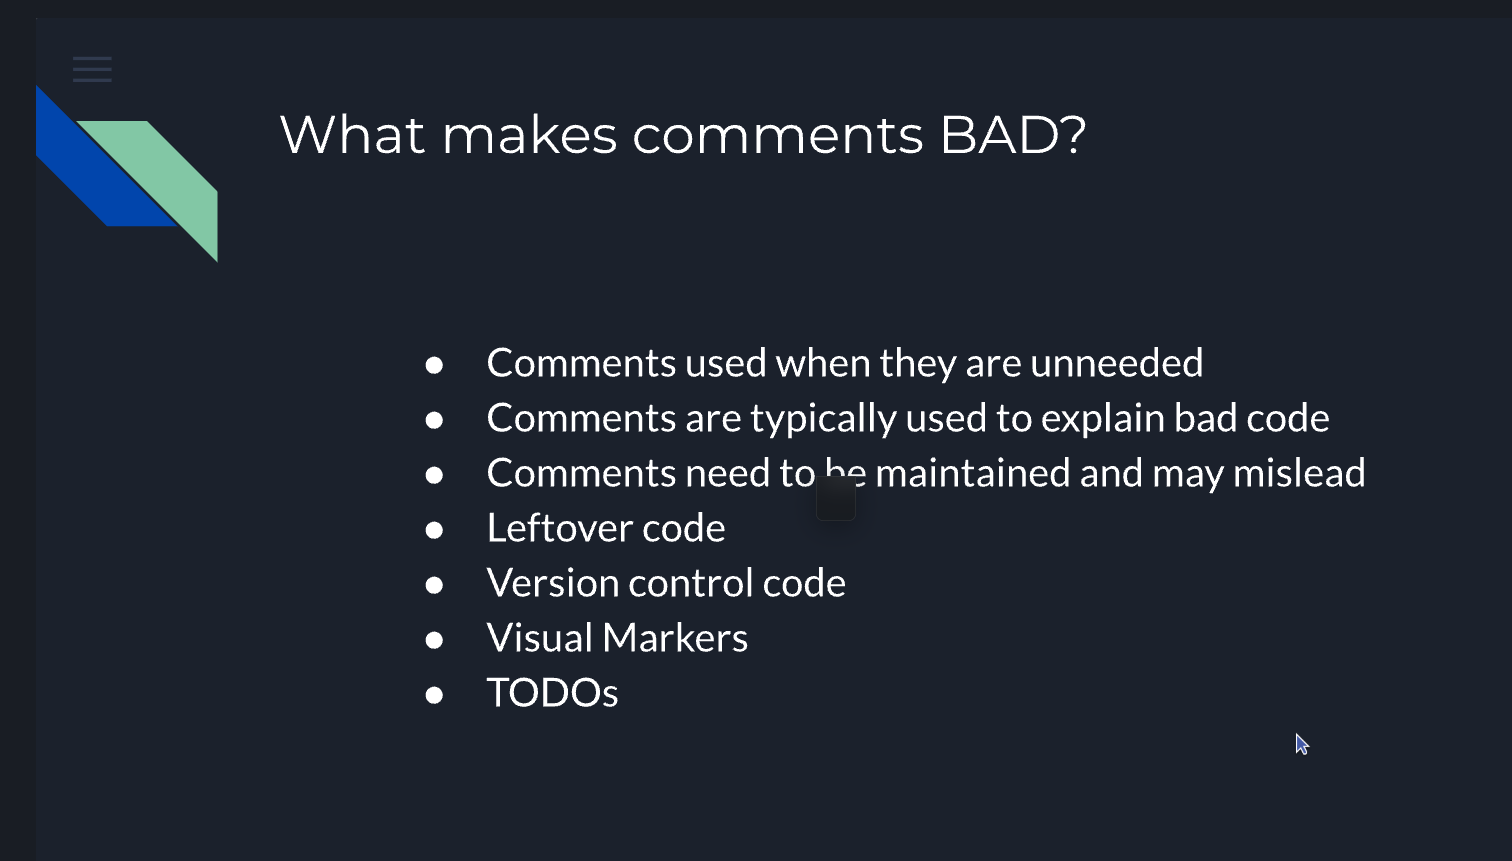 What makes comments BAD?
● Comments used when they are unneeded
● Comments are typically used to explain bad code
● Comments need to be maintained and may mislead
● Leftover code
● Version control code
● Visual Markers
● TODOs